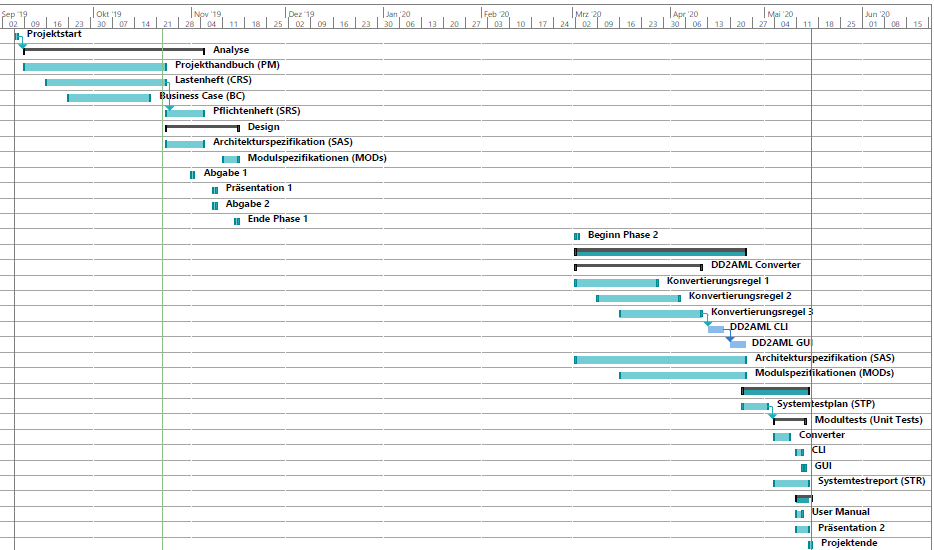 Sep '19 Okt '19 Nov '19 Dez '19 Jan '20 Feb '20 Mrz '20 Apr '20 Mai '20 Jun '20
02 09 16 23 30 07 14 21 28 04 11 18 25 02 09 16 23 30 06 13 20 27 03 10 17 24 02 09 16 23 30 06 13 20 27 04 11 18 25 01 08 15
Projektstart
Analyse
Projekthandbuch (PM)
Lastenheft (CRS)
Business Case (BC)
Pflichtenheft (SRS)
Design
Architekturspezifikation (SAS)
Modulspezifikationen (MODs)
Abgabe 1
Präsentation 1
Abgabe 2
Ende Phase 1
Beginn Phase 2
DD2AML Converter
Konvertierungsregel 1
Konvertierungsregel 2
Konvertierungsregel 3
DD2AML CLI
DD2AML GUI
Architekturspezifikation (SAS)
Modulspezifikationen (MODs)
Systemtestplan (STP)
Modultests (Unit Tests)
Converter
CLI
GUI
Systemtestreport (STR)
User Manual
Präsentation 2
Projektende